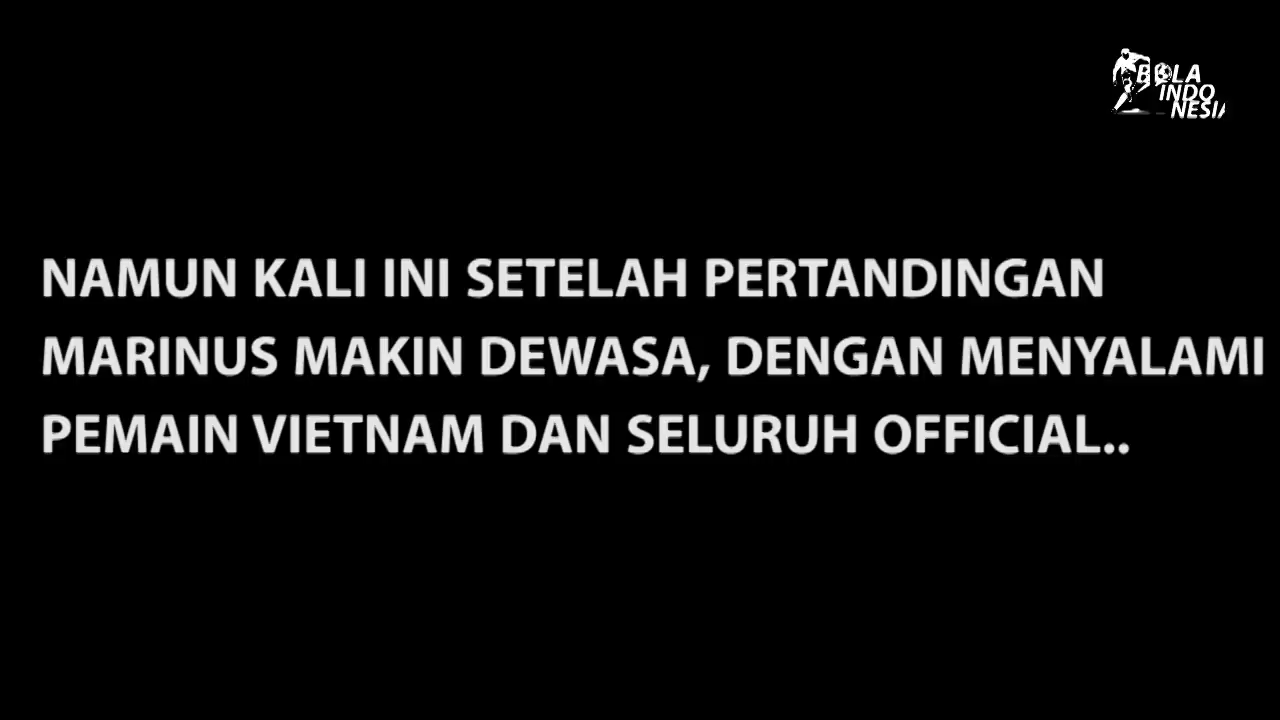 BOLA
INDO
NESIA
NAMUN KALI INI SETELAH PERTANDINGAN
MARINUS MAKIN DEWASA, DENGAN MENYALAMI
PEMAIN VIETNAM DAN SELURUH OFFICIAL..